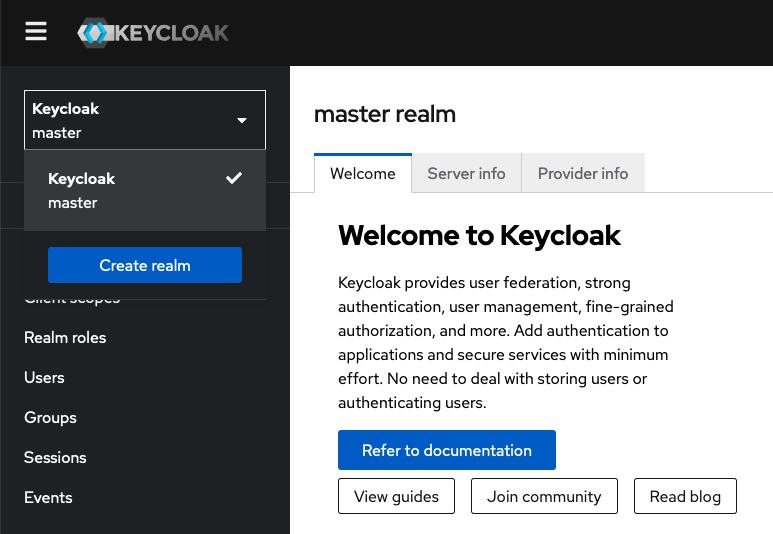 KEYCLOAK
Keycloak
master
Keycloak
master
Create realm
Client scopes
Realm roles
Users
Groups
Sessions
Events
master realm
Welcome
Server info
Provider info
Welcome to Keycloak
Keycloak provides user federation, strong
authentication, user management, fine-grained
authorization, and more. Add authentication to
applications and secure services with minimum
effort. No need to deal with storing users or
authenticating users.
Refer to documentation
View guides
Join community
Read blog